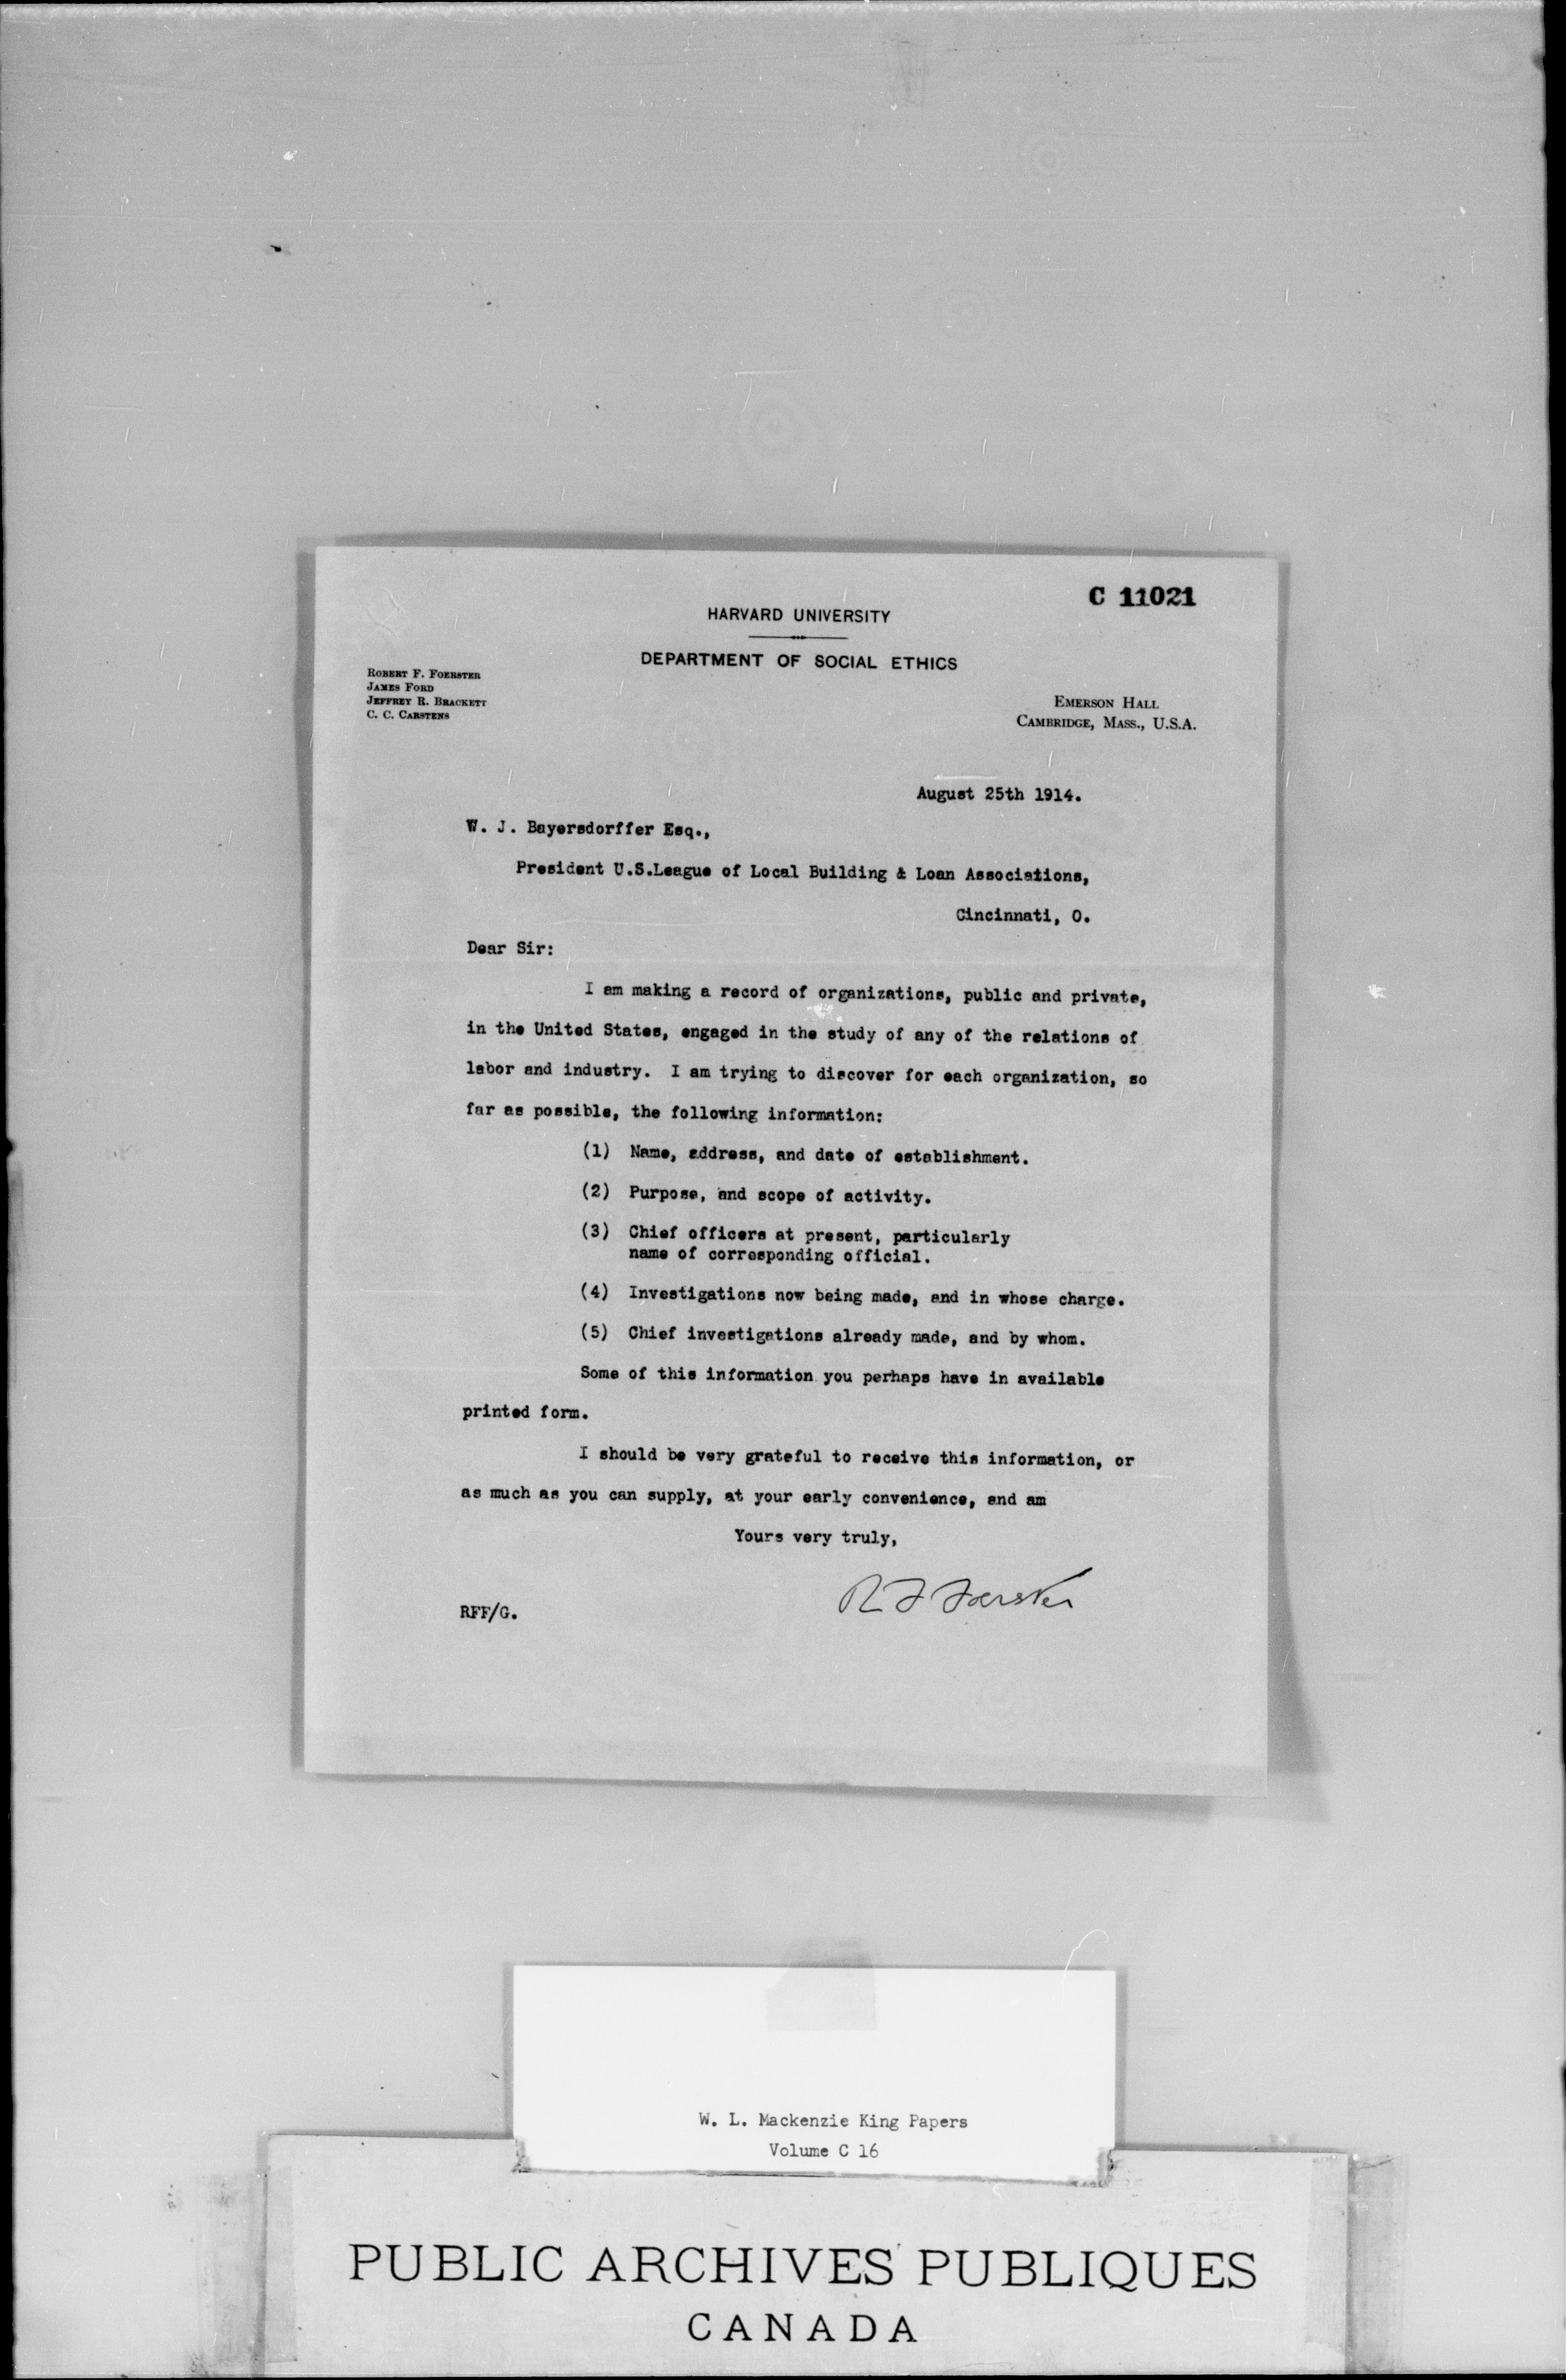 C 11021
HARVARD UNIVERSITY
DEPARTMENT OF SOCIAL ETHICS
ROBERT F. FOERSTER
JAMES FORD
JEFFREY R. BRACKETT
C. C. CARSTENS
EMERSON HALL
CAMBRIDGE, MASS., U.S.A.
August 25th 1914.
W. J. Bayersdorffer Esq.,
President U.S.League of Local Building & Loan Associations,
Cincinnati, O.
Dear Sir:
I am making a record of organizations, public and private,
in the United States, engaged in the study of any of the relations of
labor and industry. I am trying to discover for each organization, so
far as possible, the following information:
(1) Name, address, and date of establishment.
(2) Purpose, and scope of activity.
(3) Chief officers at present, particularly
name of corresponding official.
(4) Investigations now being made, and in whose charge.
(5) Chief investigations already made, and by whom.
Some of this information you perhaps have in available
printed form.
I should be very grateful to receive this information, or
as much as you can supply, at your early convenience, and am
Yours very truly,
R F Foerster
RFF/G.
W. L. Mackenzie King Papers
Volume C 16
PUBLIC ARCHIVES PUBLIQUES
CANADA